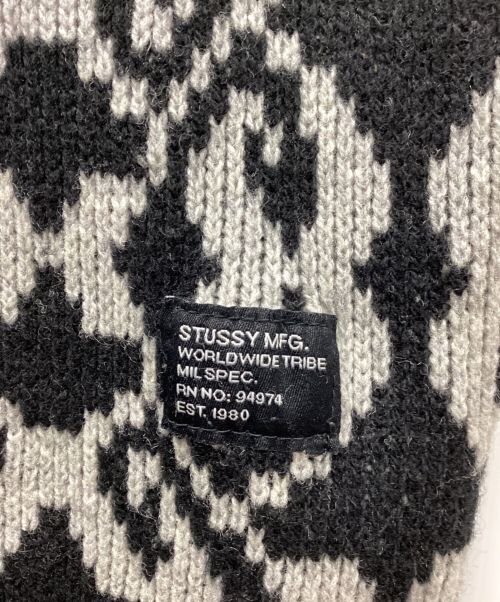 STUSSY MFG.
WORLDWIDE TRIBE
MIL SPEC.
RN NO: 94974
EST. 1980